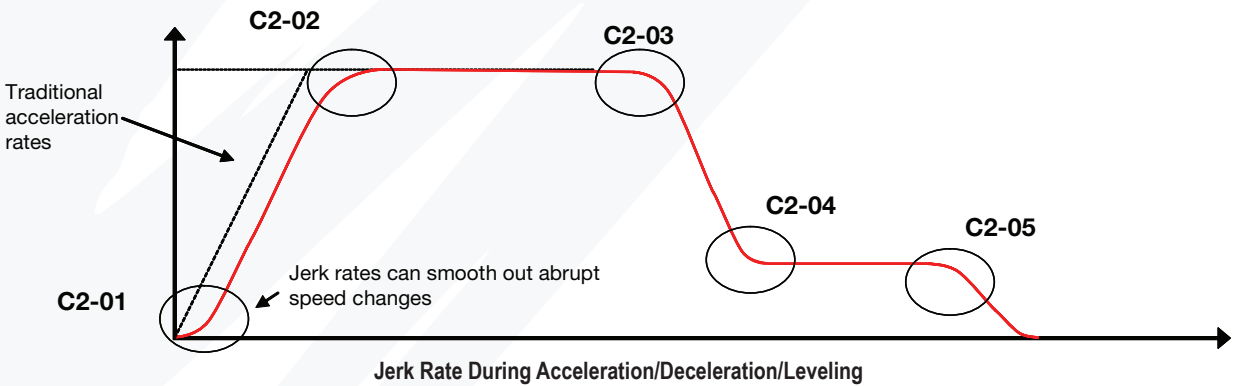 C2-02
C2-03
Traditional
acceleration
rates
C2-04
C2-05
Jerk rates can smooth out abrupt
speed changes
C2-01
Jerk Rate During Acceleration/Deceleration/Leveling